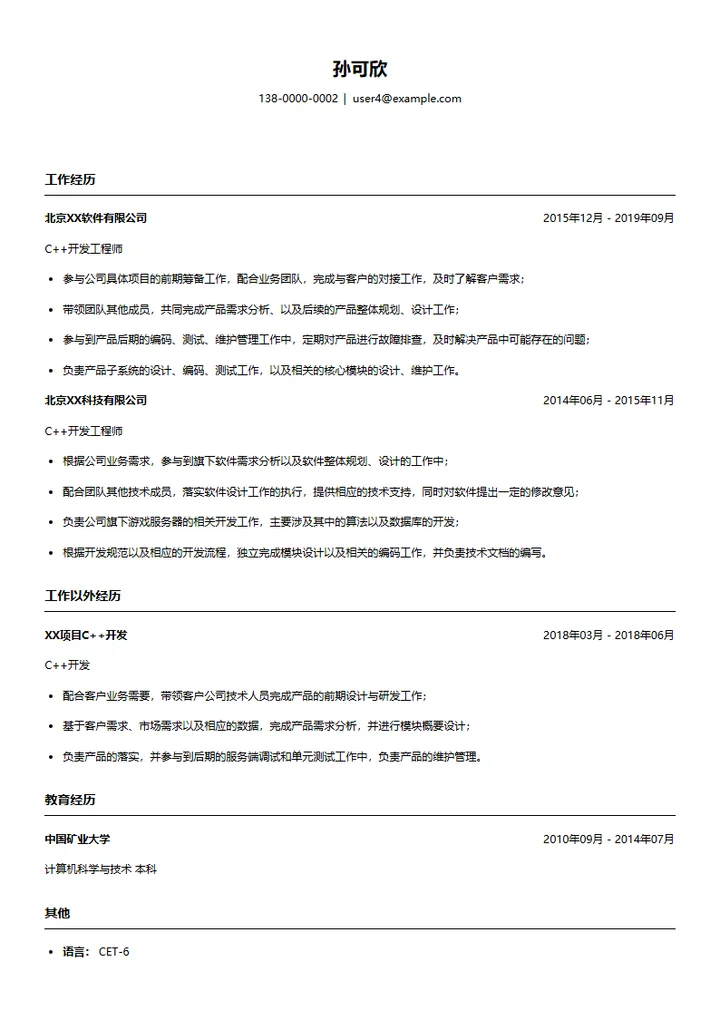 孙可欣
138-0000-0002 | user4@example.com
工作经历
北京XX软件有限公司 2015年12月 - 2019年09月
C++开发工程师
• 参与公司具体项目的前期筹备工作，配合业务团队，完成与客户的对接工作，及时了解客户需求；
• 带领团队其他成员，共同完成产品需求分析、以及后续的产品整体规划、设计工作；
• 参与到产品后期的编码、测试、维护管理工作中，定期对产品进行故障排查，及时解决产品中可能存在的问题；
• 负责产品子系统的设计、编码、测试工作，以及相关的核心模块的设计、维护工作。
北京XX科技有限公司 2014年06月 - 2015年11月
C++开发工程师
• 根据公司业务需求，参与到旗下软件需求分析以及软件整体规划、设计的工作中；
• 配合团队其他技术成员，落实软件设计工作的执行，提供相应的技术支持，同时对软件提出一定的修改意见；
• 负责公司旗下游戏服务器的相关开发工作，主要涉及其中的算法以及数据库的开发；
• 根据开发规范以及相应的开发流程，独立完成模块设计以及相关的编码工作，并负责技术文档的编写。
工作以外经历
XX项目C++开发 2018年03月 - 2018年06月
C++开发
• 配合客户业务需要，带领客户公司技术人员完成产品的前期设计与研发工作；
• 基于客户需求、市场需求以及相应的数据，完成产品需求分析，并进行模块概要设计；
• 负责产品的落实，并参与到后期的服务端调试和单元测试工作中，负责产品的维护管理。
教育经历
中国矿业大学 2010年09月 - 2014年07月
计算机科学与技术 本科
其他
• 语言： CET-6